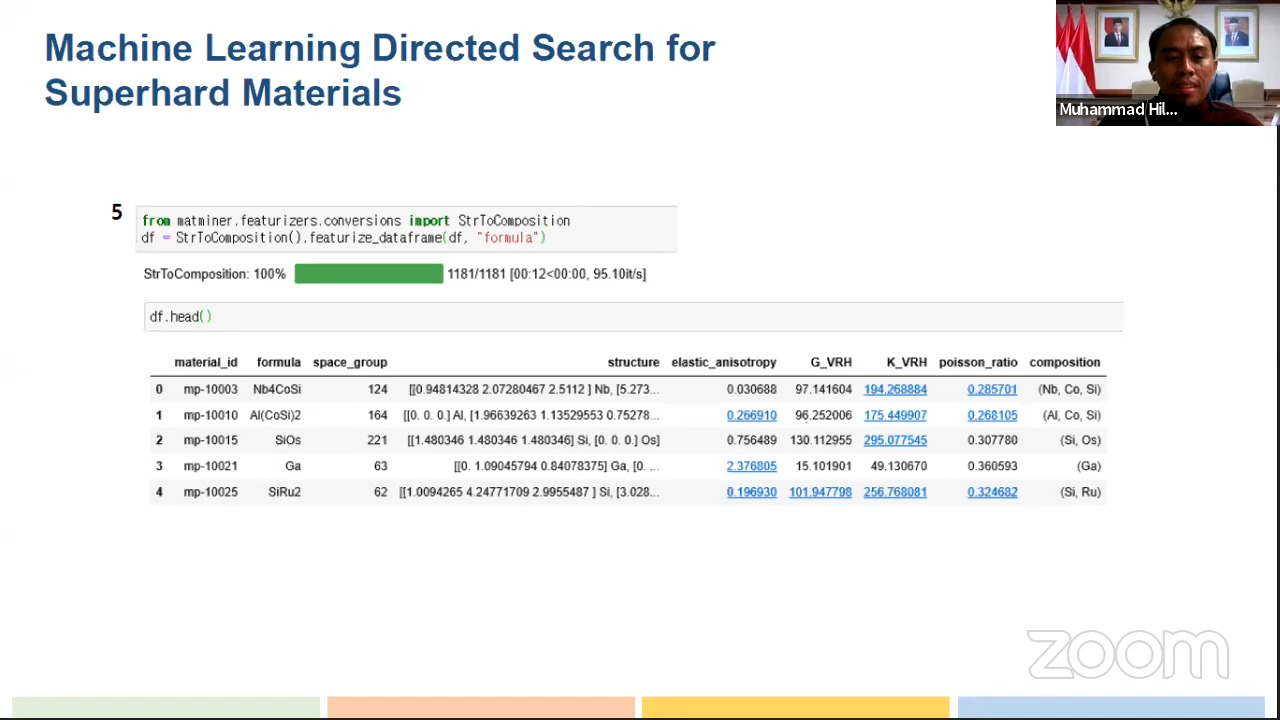 Machine Learning Directed Search for
Superhard Materials
Muhammad Hil...
5
from matminer.featurizers.conversions import StrToComposition
df = StrToComposition().featurize_dataframe(df, "formula")
StrToComposition: 100% 1181/1181 [00:12<00:00, 95.10it/s]
df.head()
material_id formula space_group structure elastic_anisotropy G_VRH K_VRH poisson_ratio composition
0 mp-10003 Nb4CoSi 124 [[0.94814328 2.07280467 2.5112 ] Nb, [5.273... 0.030688 97.141604 194.268884 0.285701 (Nb, Co, Si)
1 mp-10010 Al(CoSi)2 164 [[0. 0. 0.] Al, [1.96639263 1.13529553 0.75278... 0.266910 96.252006 175.449907 0.268105 (Al, Co, Si)
2 mp-10015 SiOs 221 [[1.480346 1.480346 1.480346] Si, [0. 0. 0.] Os] 0.756489 130.112955 295.077545 0.307780 (Si, Os)
3 mp-10021 Ga 63 [[0. 1.09045794 0.84078375] Ga, [0. ... 2.376805 15.101901 49.130670 0.360593 (Ga)
4 mp-10025 SiRu2 62 [[1.0094265 4.24771709 2.9955487 ] Si, [3.028... 0.196930 101.947798 256.768081 0.324682 (Si, Ru)
zoom